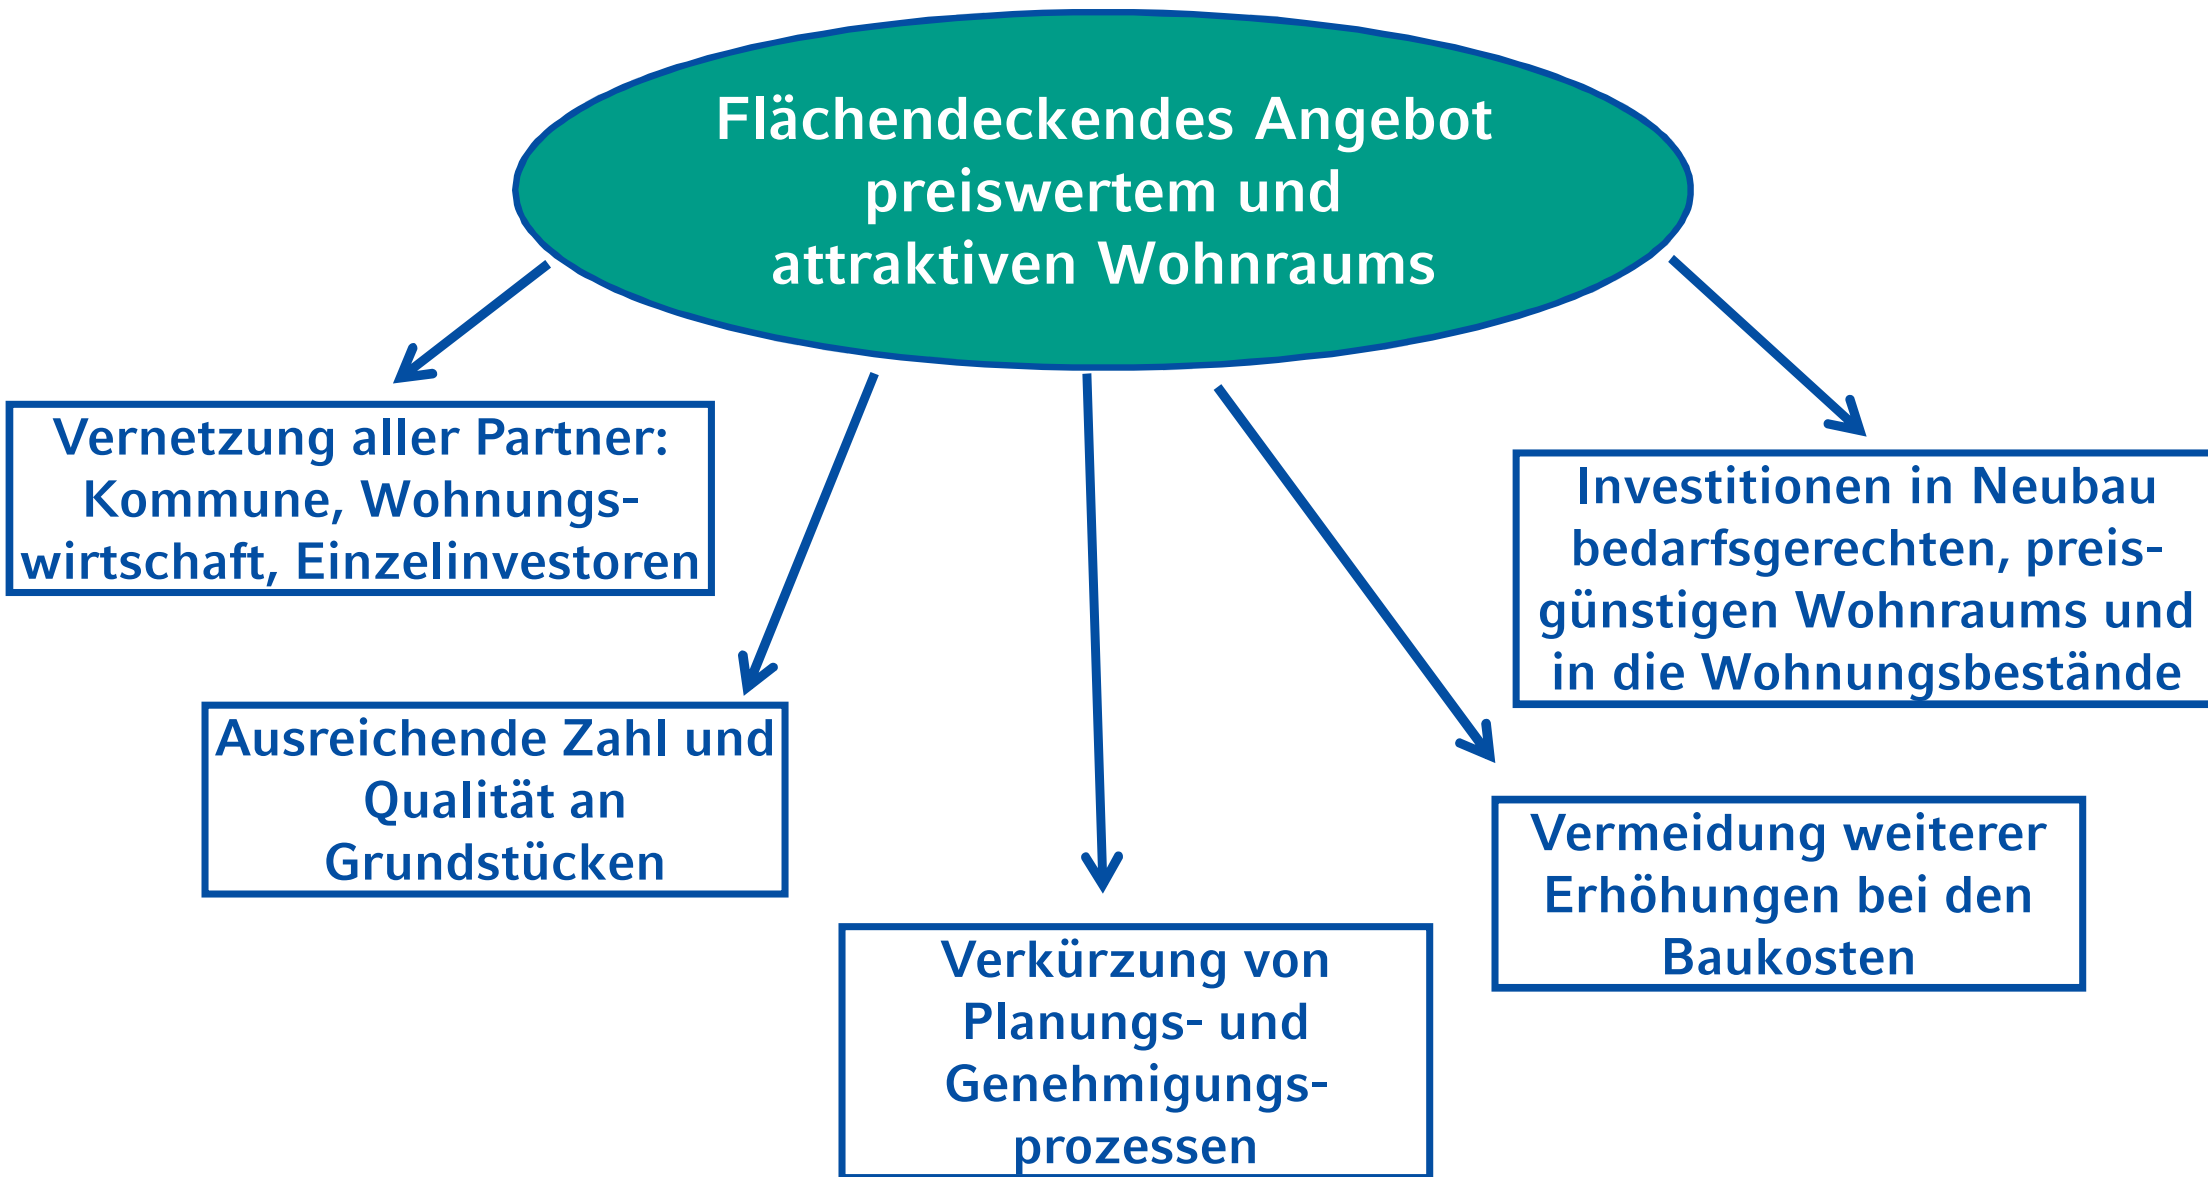 Flächendeckendes Angebot
preiswertem und
attraktiven Wohnraums
Vernetzung aller Partner:
Kommune, Wohnungs-
wirtschaft, Einzelinvestoren
Ausreichende Zahl und
Qualität an
Grundstücken
Verkürzung von
Planungs- und
Genehmigungs-
prozessen
Vermeidung weiterer
Erhöhungen bei den
Baukosten
Investitionen in Neubau
bedarfsgerechten, preis-
günstigen Wohnraums und
in die Wohnungsbestände